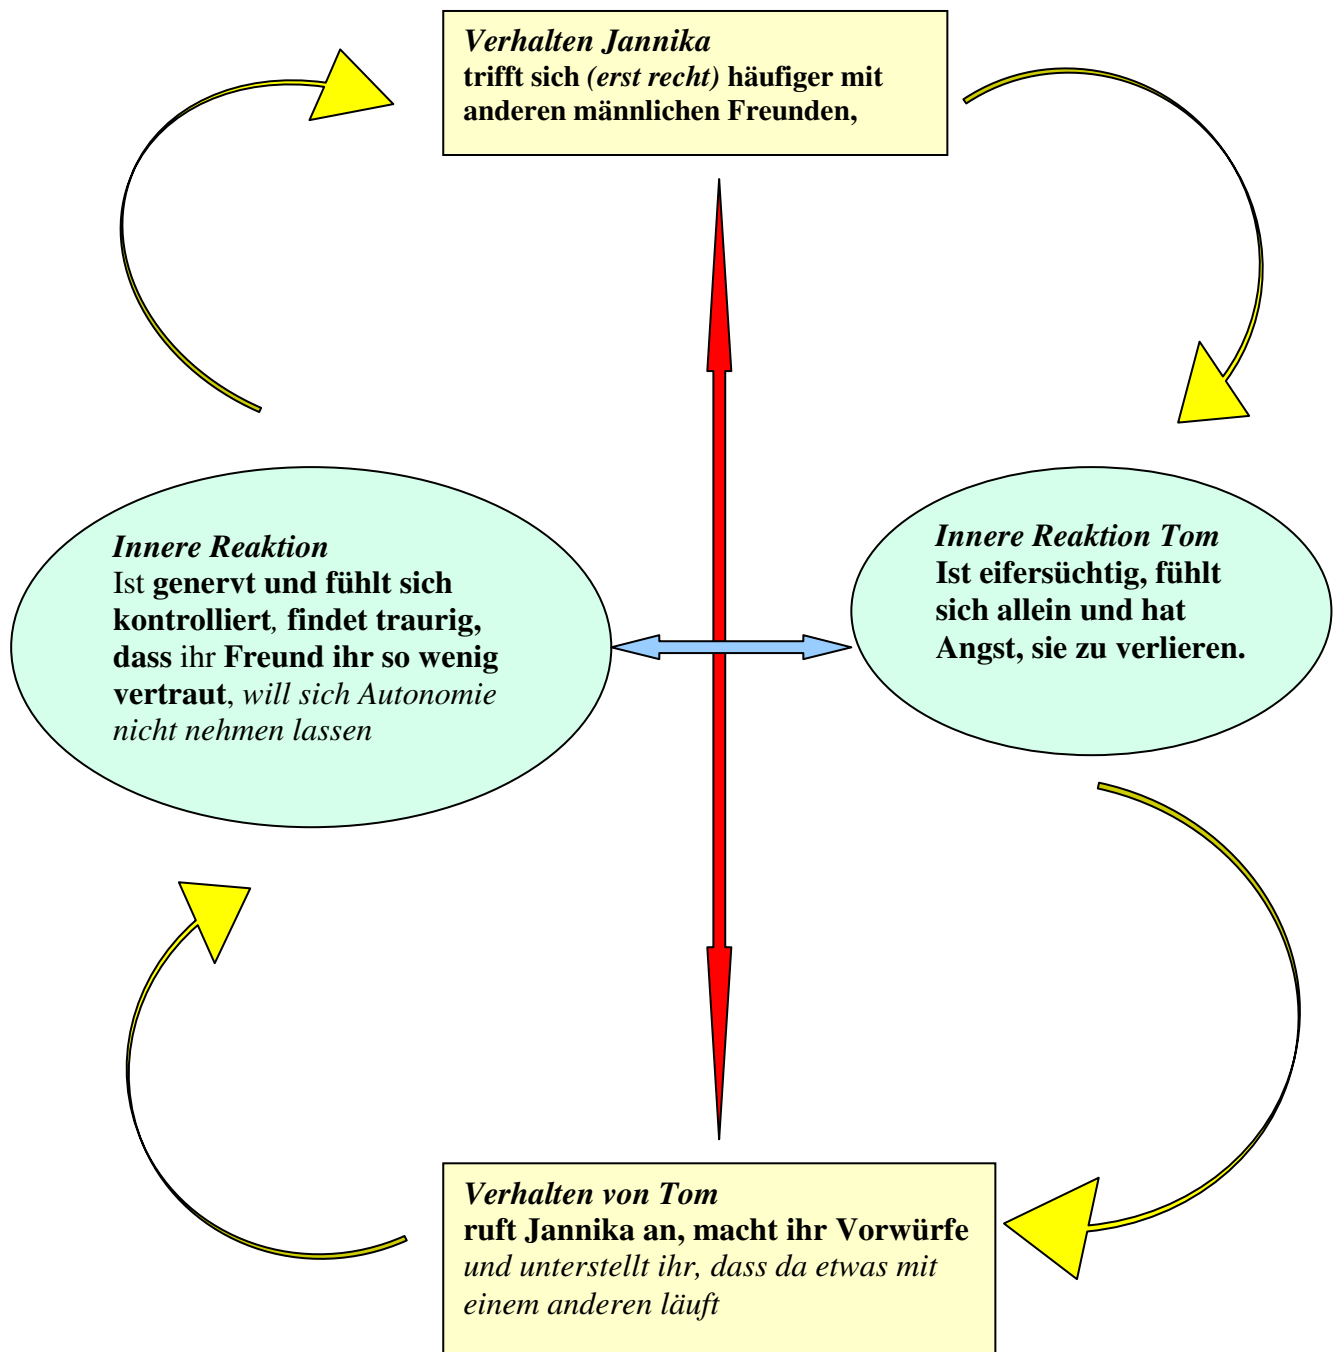 Verhalten Jannika
trifft sich (erst recht) häufiger mit
anderen männlichen Freunden,
Innere Reaktion
Ist genervt und fühlt sich
kontrolliert, findet traurig,
dass ihr Freund ihr so wenig
vertraut, will sich Autonomie
nicht nehmen lassen
Innere Reaktion Tom
Ist eifersüchtig, fühlt
sich allein und hat
Angst, sie zu verlieren.
Verhalten von Tom
ruft Jannika an, macht ihr Vorwürfe
und unterstellt ihr, dass da etwas mit
einem anderen läuft